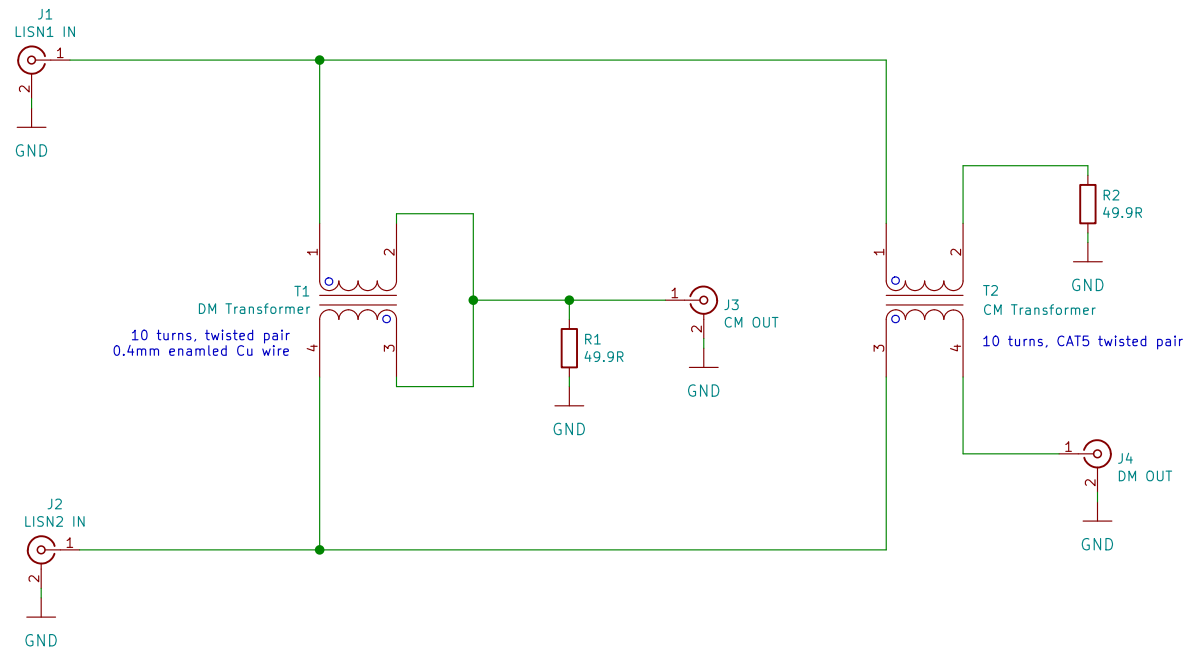 J1
LISN1 IN
1
2
GND
1
2
T1
DM Transformer
10 turns, twisted pair
0.4mm enamled Cu wire
4
3
R1
49.9R
GND
1
J3
CM OUT
2
GND
1
2
T2
CM Transformer
10 turns, CAT5 twisted pair
3
4
R2
49.9R
GND
1
J4
DM OUT
2
GND
J2
LISN2 IN
1
2
GND